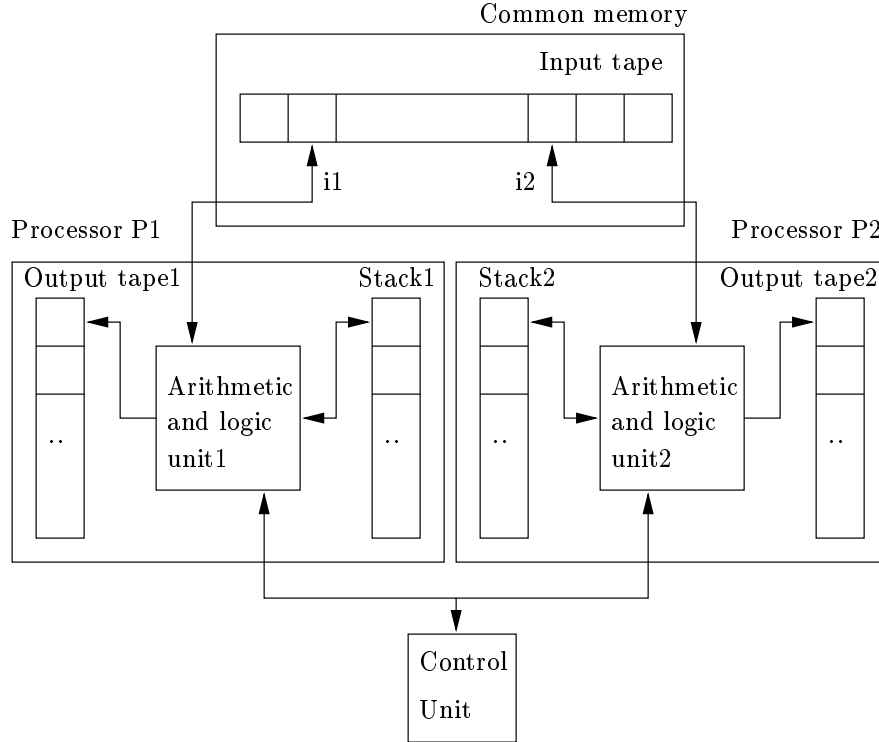 Common memory
Input tape
i1
i2
Processor P1
Processor P2
Output tape1
Stack1
Stack2
Output tape2
Arithmetic
and logic
unit1
..
..
Arithmetic
and logic
unit2
..
..
Control
Unit